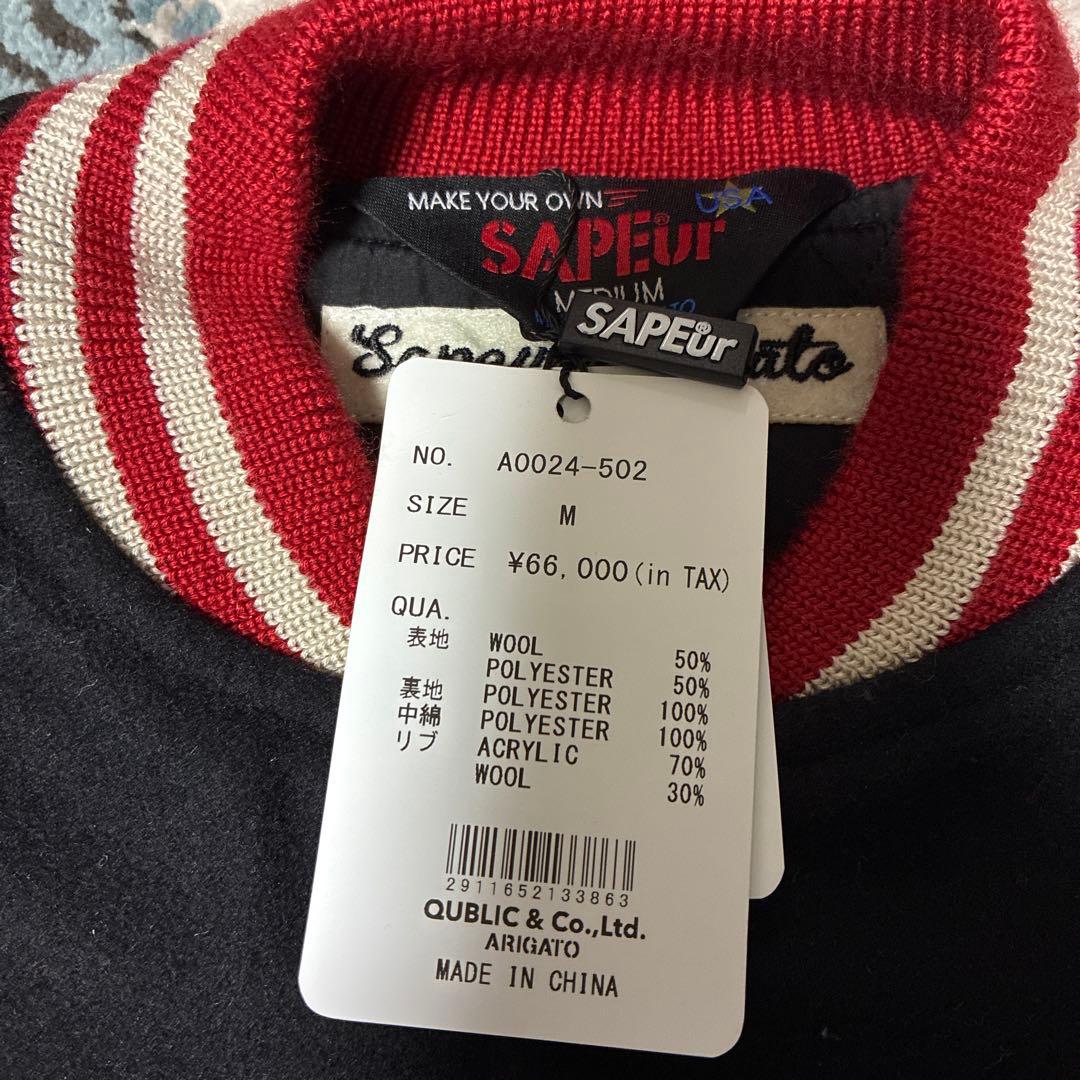 MAKE YOUR OWN
USA
SAPEur®
MEDIUM
SAPEur®
NO. A0024-502
SIZE M
PRICE ¥66,000(in TAX)
QUA.
表地 WOOL 50%
POLYESTER 50%
裏地 POLYESTER 100%
中綿 POLYESTER 100%
リブ ACRYLIC 70%
WOOL 30%
2911652133863
QUBLIC & Co.,Ltd.
ARIGATO
MADE IN CHINA